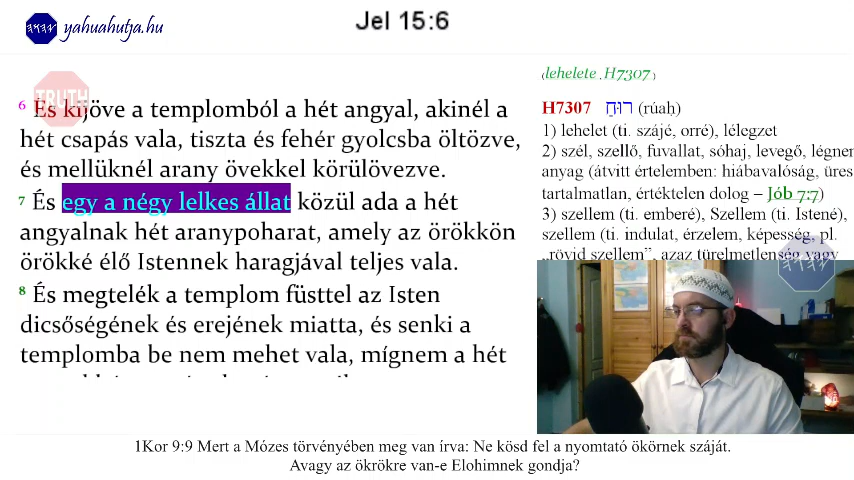 yahuahutja.hu
Jel 15:6
TRUTH
6 És kijöve a templomból a hét angyal, akinél a
hét csapás vala, tiszta és fehér gyolcsba öltözve,
és mellüknél arany övekkel körülövezve.
7 És egy a négy lelkes állat közül ada a hét
angyalnak hét aranypoharat, amely az örökkön
örökké élő Istennek haragjával teljes vala.
8 És megtelék a templom füsttel az Isten
dicsőségének és erejének miatta, és senki a
templomba be nem mehet vala, mígnem a hét
(lehelete . H7307 )
H7307 רוּחַ (rúaḥ)
1) lehelet (ti. szájé, orré), lélegzet
2) szél, szellő, fuvallat, sóhaj, levegő, légnem
anyag (átvitt értelemben: hiábavalóság, üres
tartalmatlan, értéktelen dolog – Jób 7:7)
3) szellem (ti. emberé), Szellem (ti. Istené),
szellem (ti. indulat, érzelem, képesség, pl.
„rövid szellem”, azaz türelmetlenség vagy
1Kor 9:9 Mert a Mózes törvényében meg van írva: Ne kösd fel a nyomtató ökörnek száját.
Avagy az ökrökre van-e Elohimnek gondja?